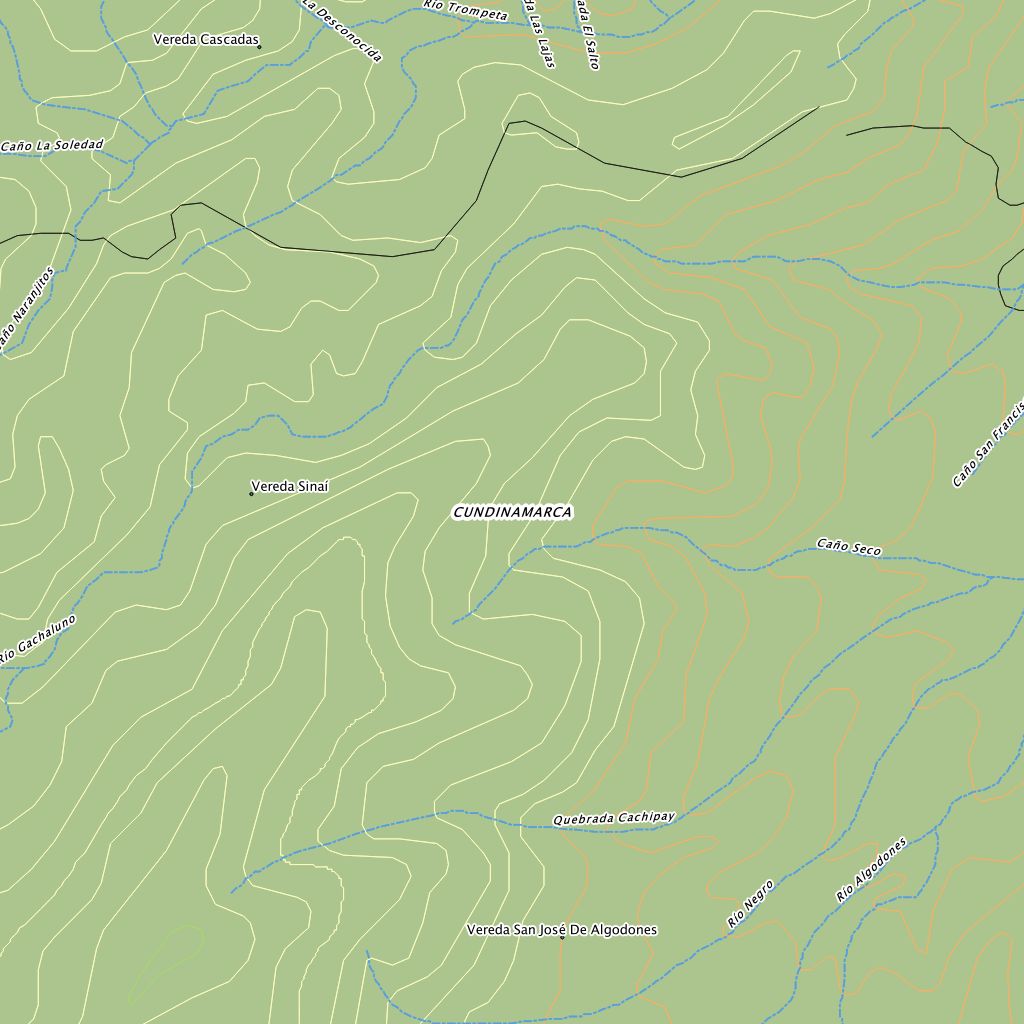 La Desconocida
Río Trompeta
da Las Lajas
ada El Salto
Vereda Cascadas
Caño La Soledad
año Naranjitos
Caño San Francis
Vereda Sinaí
CUNDINAMARCA
Caño Seco
Río Gachaluno
Quebrada Cachipay
Río Algodones
Río Negro
Vereda San José De Algodones